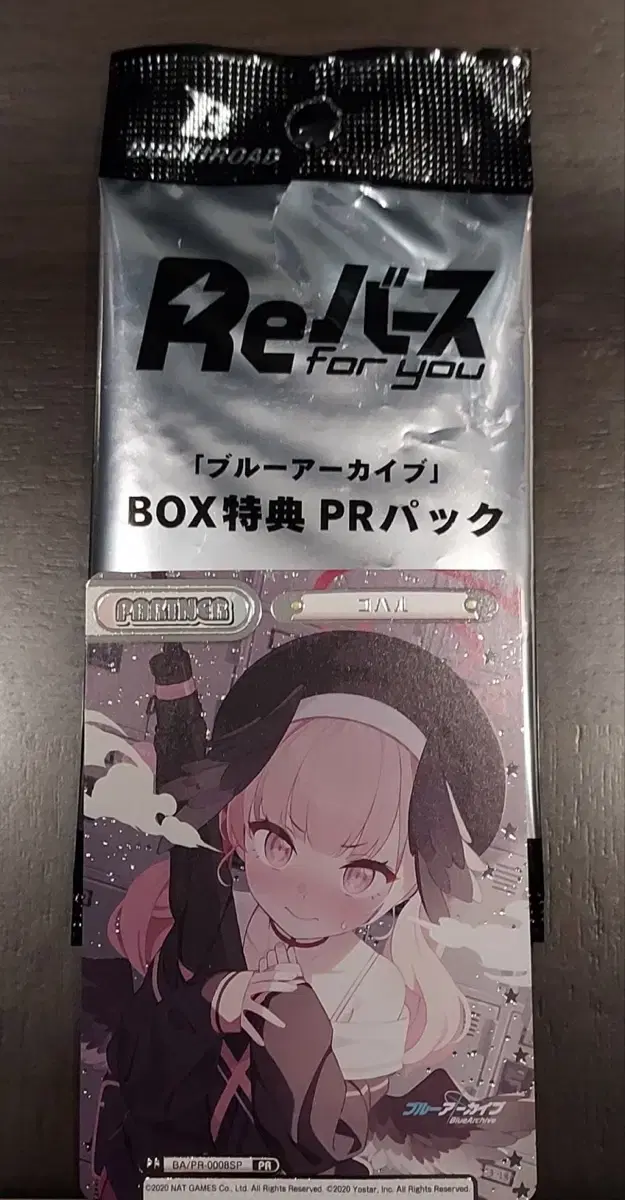 BUSHIROAD
Reバース
for you
「ブルーアーカイブ」
BOX特典 PRパック
PARTNER
コハル
ブルーアーカイブ
BlueArchive
BA/PR-0008SP PR
©2020 NAT GAMES Co., Ltd. All Rights Reserved. ©2020 Yostar, Inc. All Rights Reserved.